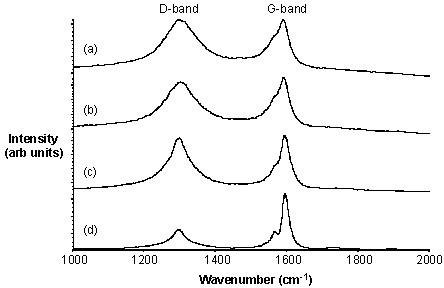 D-band G-band
(a)
(b)
Intensity
(arb units)
(c)
(d)
1000 1200 1400 1600 1800 2000
Wavenumber (cm⁻¹)